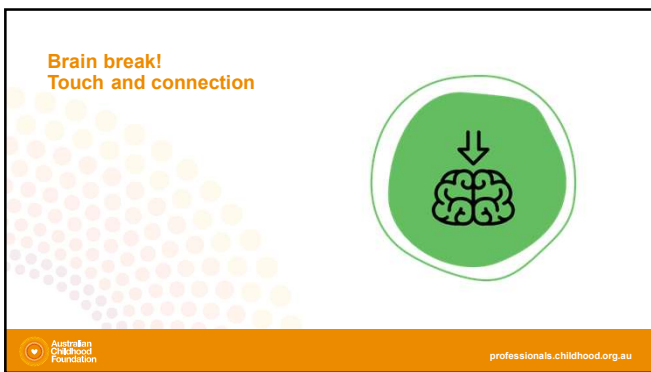 Brain break!
Touch and connection
Australian
Childhood
Foundation
professionals.childhood.org.au